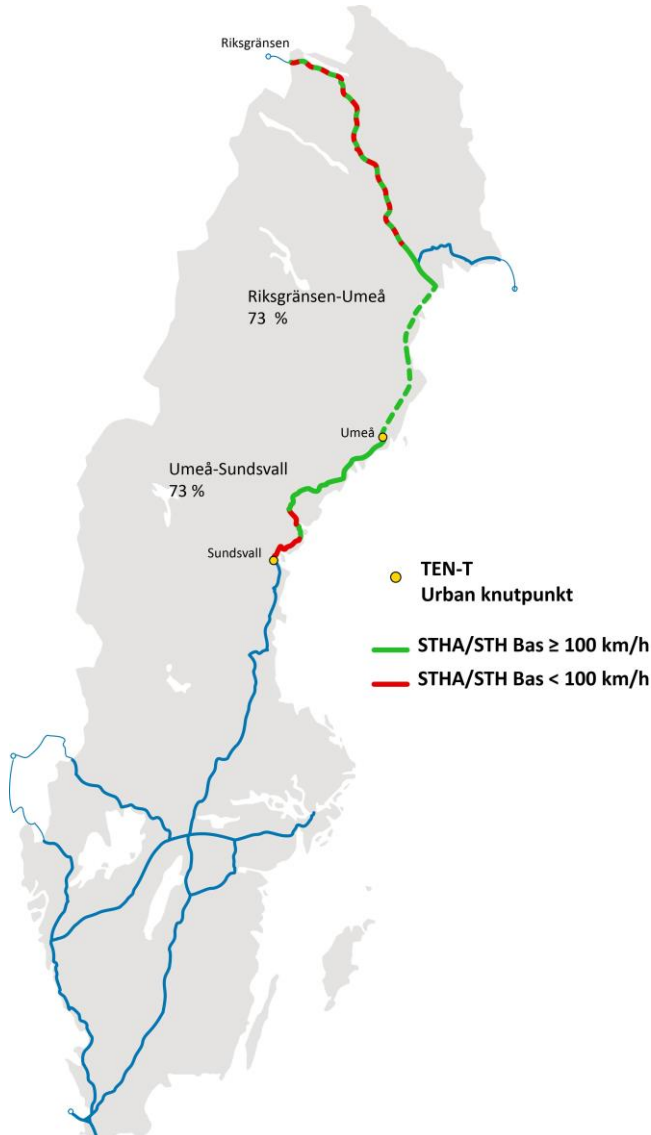 Riksgränsen
Riksgränsen-Umeå
73 %
Umeå
Umeå-Sundsvall
73 %
Sundsvall
TEN-T
Urban knutpunkt
STHA/STH Bas ≥ 100 km/h
STHA/STH Bas < 100 km/h